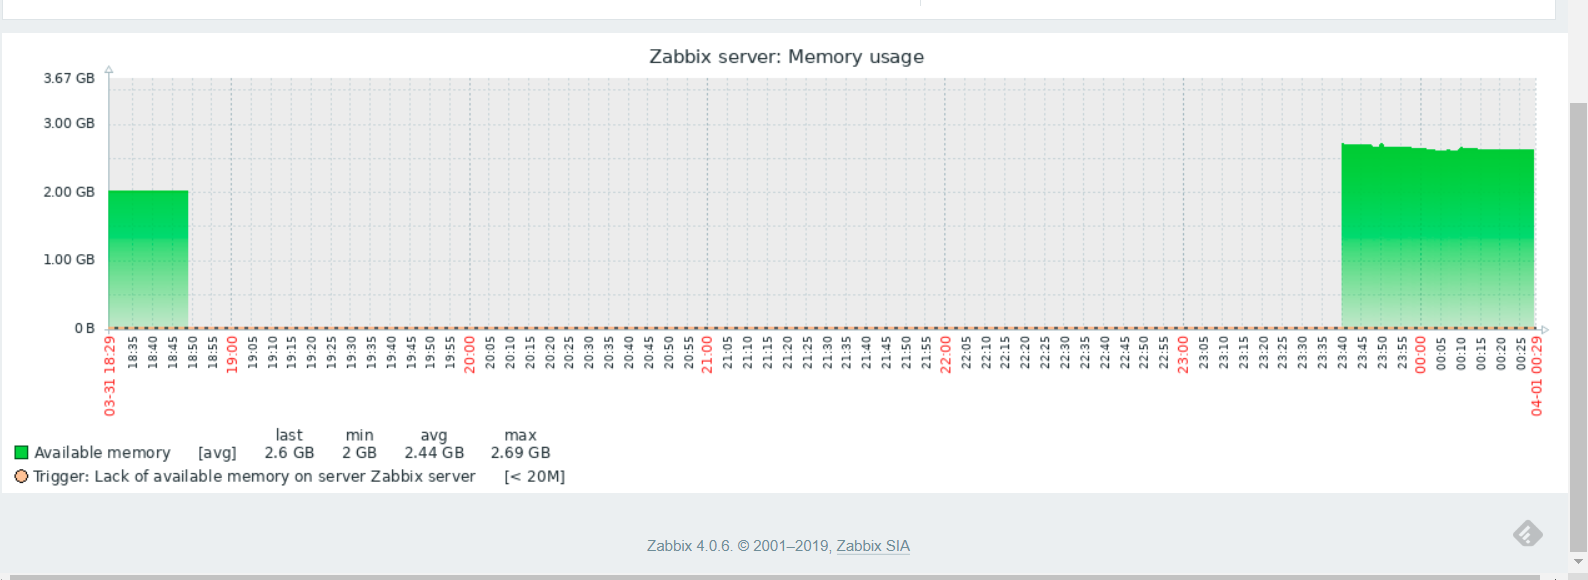 Zabbix server: Memory usage
3.67 GB
3.00 GB
2.00 GB
1.00 GB
0 B
03-31 18:29 18:35 18:40 18:45 18:50 18:55 19:00 19:05 19:10 19:15 19:20 19:25 19:30 19:35 19:40 19:45 19:50 19:55 20:00 20:05 20:10 20:15 20:20 20:25 20:30 20:35 20:40 20:45 20:50 20:55 21:00 21:05 21:10 21:15 21:20 21:25 21:30 21:35 21:40 21:45 21:50 21:55 22:00 22:05 22:10 22:15 22:20 22:25 22:30 22:35 22:40 22:45 22:50 22:55 23:00 23:05 23:10 23:15 23:20 23:25 23:30 23:35 23:40 23:45 23:50 23:55 00:00 00:05 00:10 00:15 00:20 00:25 04-01 00:29
last min avg max
Available memory [avg] 2.6 GB 2 GB 2.44 GB 2.69 GB
Trigger: Lack of available memory on server Zabbix server [< 20M]
Zabbix 4.0.6. © 2001–2019, Zabbix SIA